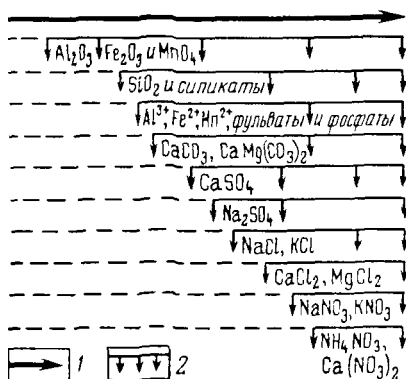 Al₂O₃ Fe₂O₃ и MnO₄
SiO₂ и силикаты
Al³⁺, Fe²⁺, Mn²⁺, фульваты и фосфаты
CaCO₃, CaMg(CO₃)₂
CaSO₄
Na₂SO₄
NaCl, KCl
CaCl₂, MgCl₂
NaNO₃, KNO₃
NH₄NO₃,
1 2 Ca(NO₃)₂